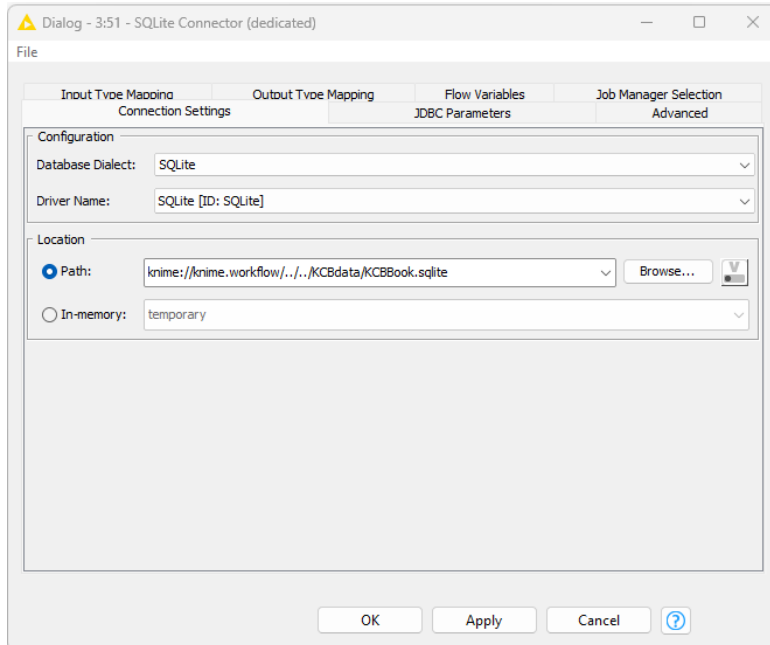 Dialog - 3:51 - SQLite Connector (dedicated)
File
Input Type Mapping Output Type Mapping Flow Variables Job Manager Selection
Connection Settings JDBC Parameters Advanced
Configuration
Database Dialect: SQLite
Driver Name: SQLite [ID: SQLite]
Location
Path: knime://knime.workflow/../../KCBdata/KCBBook.sqlite Browse... V
In-memory: temporary
OK Apply Cancel ?